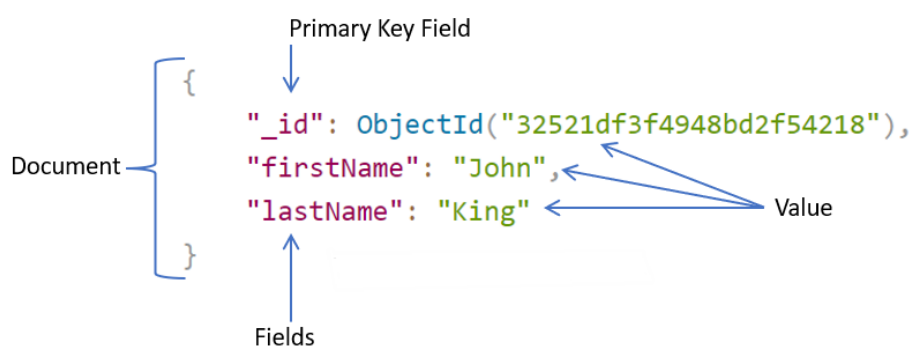 Primary Key Field
{
"_id": ObjectId("32521df3f4948bd2f54218"),
Document
"firstName": "John",
"lastName": "King"
Value
}
Fields